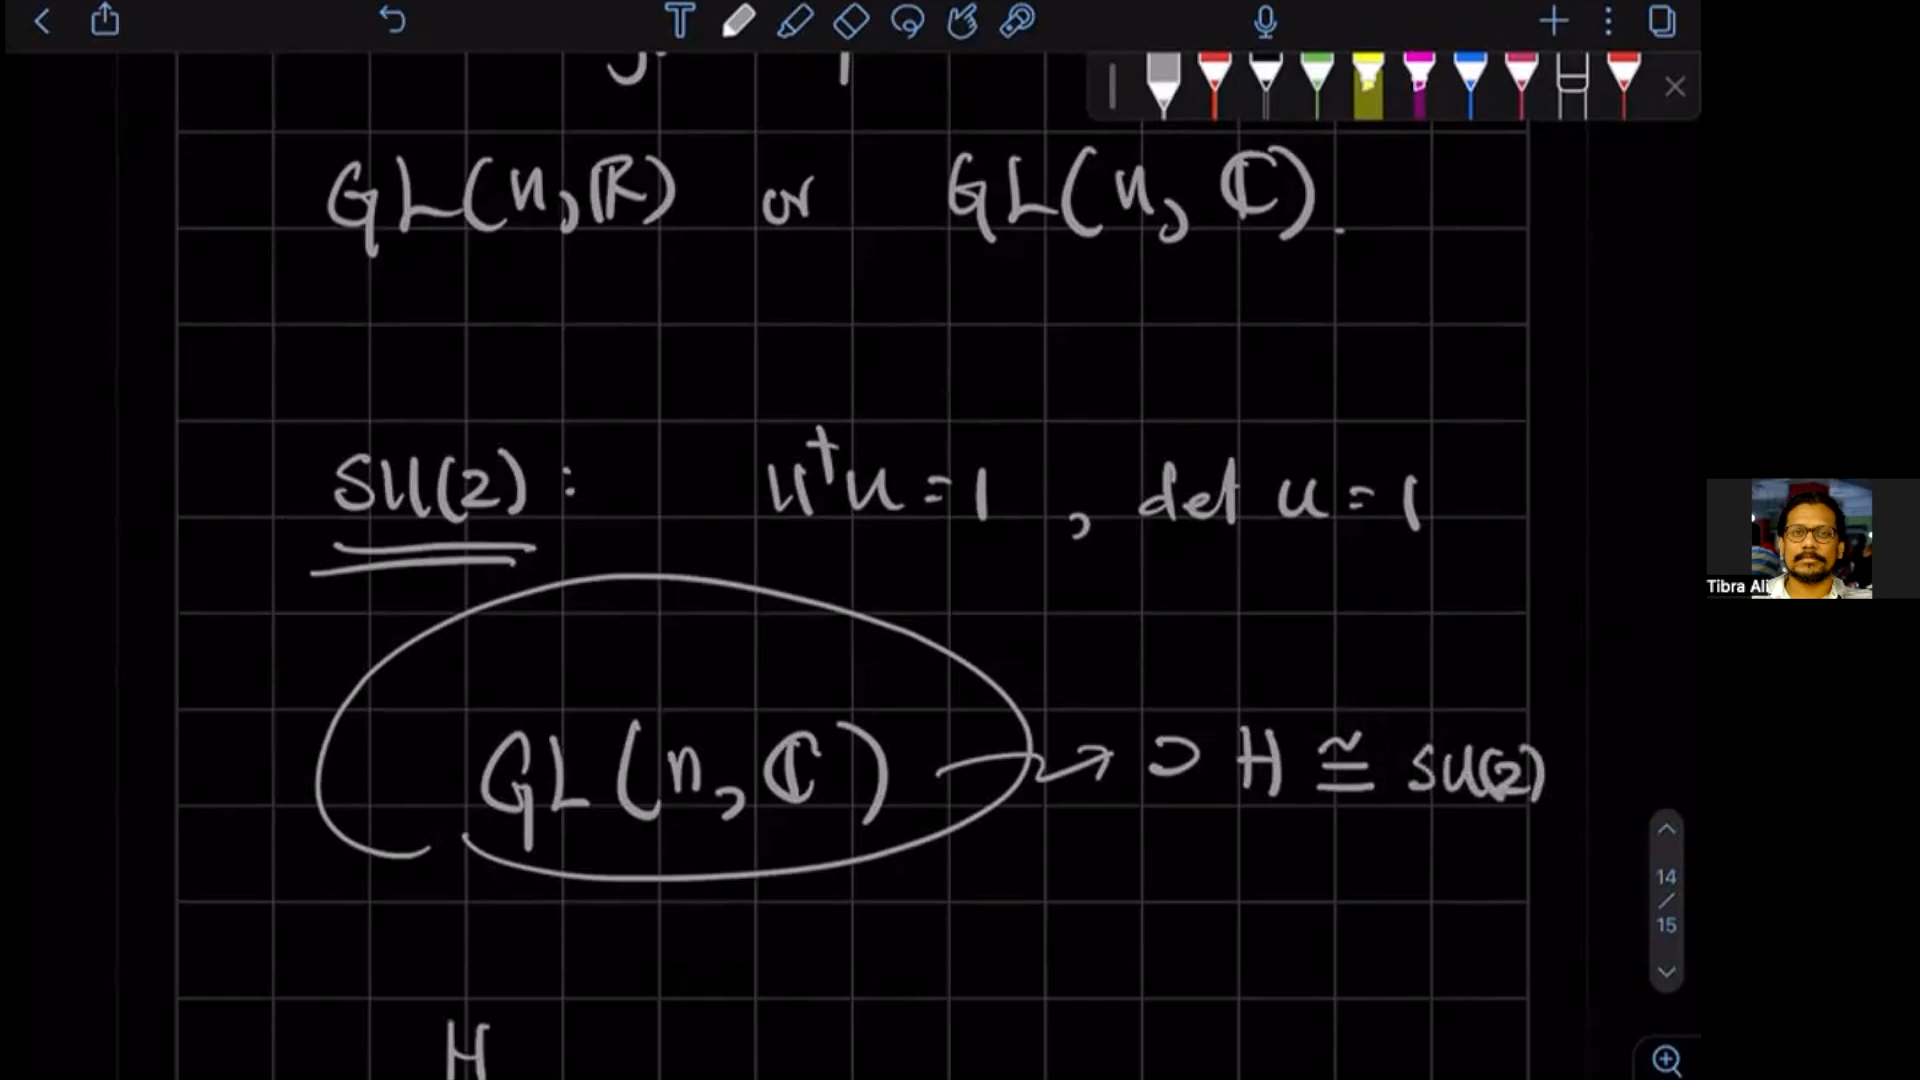 GL(n,ℝ) or GL(n, ℂ).
SU(2): U†U=1, det U=1
GL(n,ℂ) → ⊃ H ≅ SU(2)
H
14
/
15
Tibra Ali